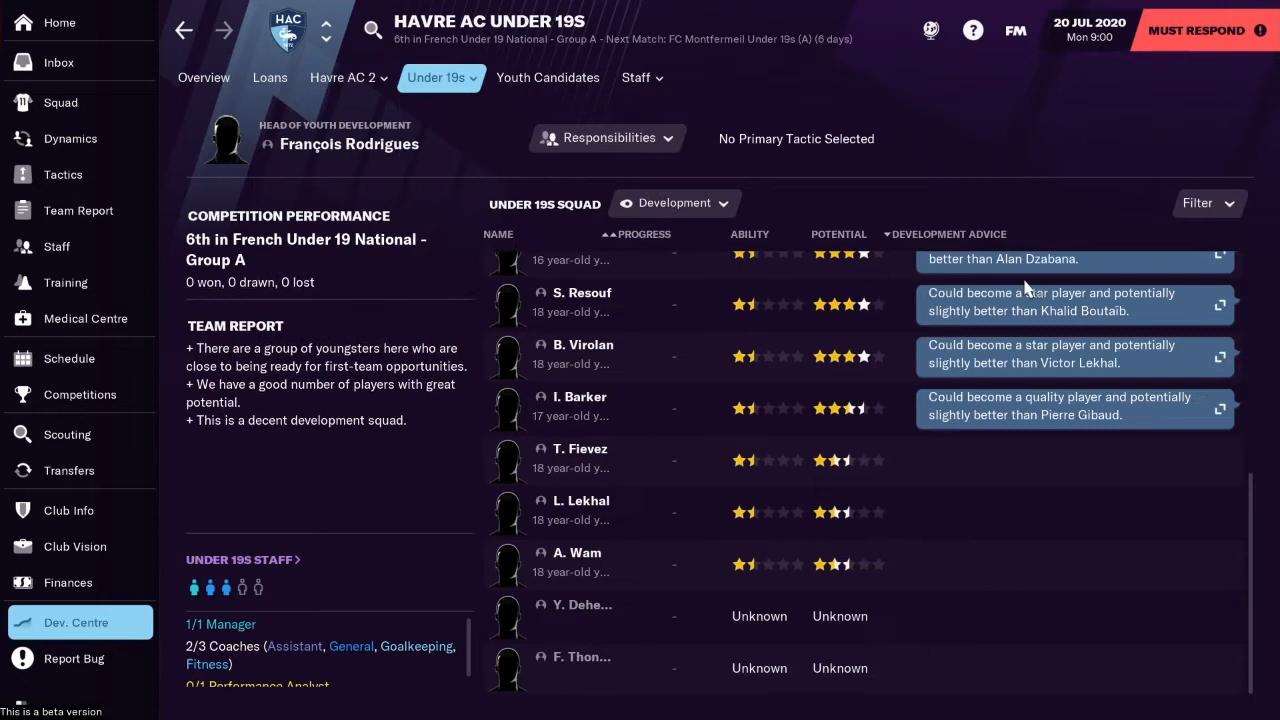 Home
Inbox
Squad
Dynamics
Tactics
Team Report
Staff
Training
Medical Centre
Schedule
Competitions
Scouting
Transfers
Club Info
Club Vision
Finances
Dev. Centre
Report Bug
This is a beta version
HAC
HAVRE AC UNDER 19S
6th in French Under 19 National - Group A - Next Match: FC Montfermeil Under 19s (A) (6 days)
?
FM
20 JUL 2020
Mon 9:00
MUST RESPOND
Overview
Loans
Havre AC 2
Under 19s
Youth Candidates
Staff
HEAD OF YOUTH DEVELOPMENT
François Rodrigues
Responsibilities
No Primary Tactic Selected
COMPETITION PERFORMANCE
6th in French Under 19 National -
Group A
0 won, 0 drawn, 0 lost
TEAM REPORT
+ There are a group of youngsters here who are
close to being ready for first-team opportunities.
+ We have a good number of players with great
potential.
+ This is a decent development squad.
UNDER 19S STAFF>
1/1 Manager
2/3 Coaches (Assistant, General, Goalkeeping,
Fitness)
0/1 Performance Analyst
UNDER 19S SQUAD
Development
Filter
NAME PROGRESS ABILITY POTENTIAL DEVELOPMENT ADVICE
16 year-old y... - better than Alan Dzabana.
S. Resouf
18 year-old y... -
Could become a star player and potentially
slightly better than Khalid Boutaïb.
B. Virolan
18 year-old y... -
Could become a star player and potentially
slightly better than Victor Lekhal.
I. Barker
17 year-old y... -
Could become a quality player and potentially
slightly better than Pierre Gibaud.
T. Fievez
18 year-old y... -
L. Lekhal
18 year-old y... -
A. Wam
18 year-old y... -
Y. Dehe...
- Unknown Unknown
F. Thon...
- Unknown Unknown